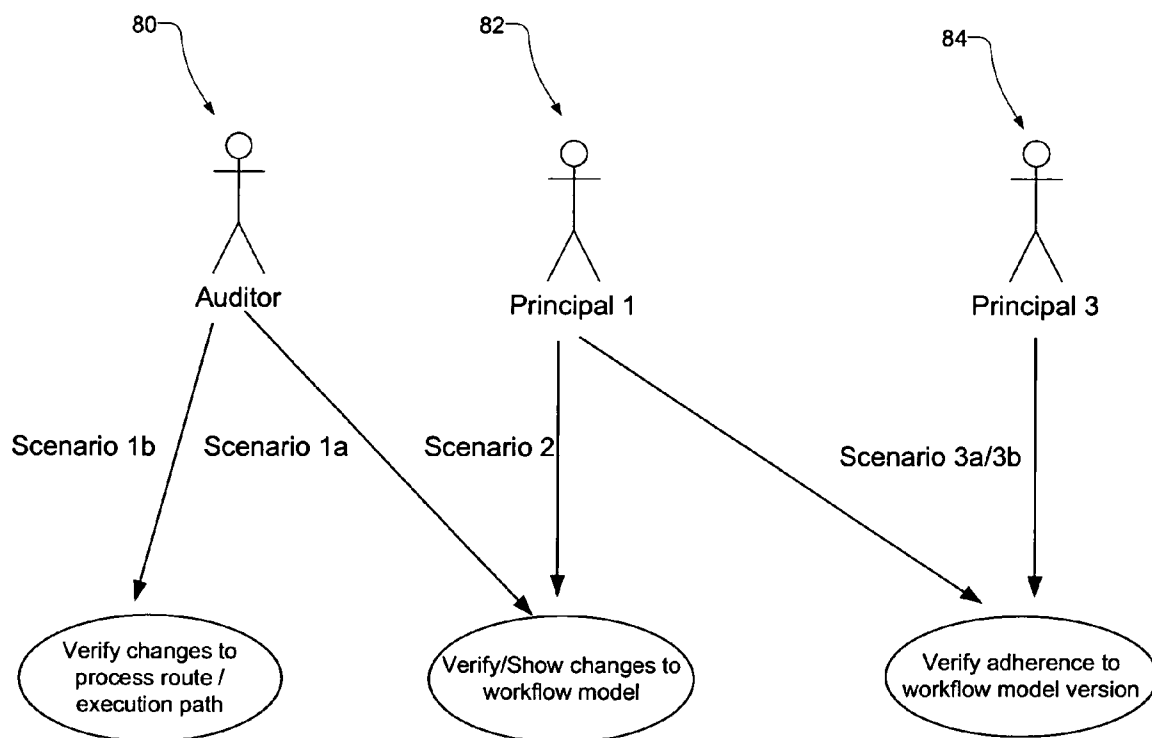 80
82
84
Auditor
Principal 1
Principal 3
Scenario 1b
Scenario 1a
Scenario 2
Scenario 3a/3b
Verify changes to
process route /
execution path
Verify/Show changes to
workflow model
Verify adherence to
workflow model version